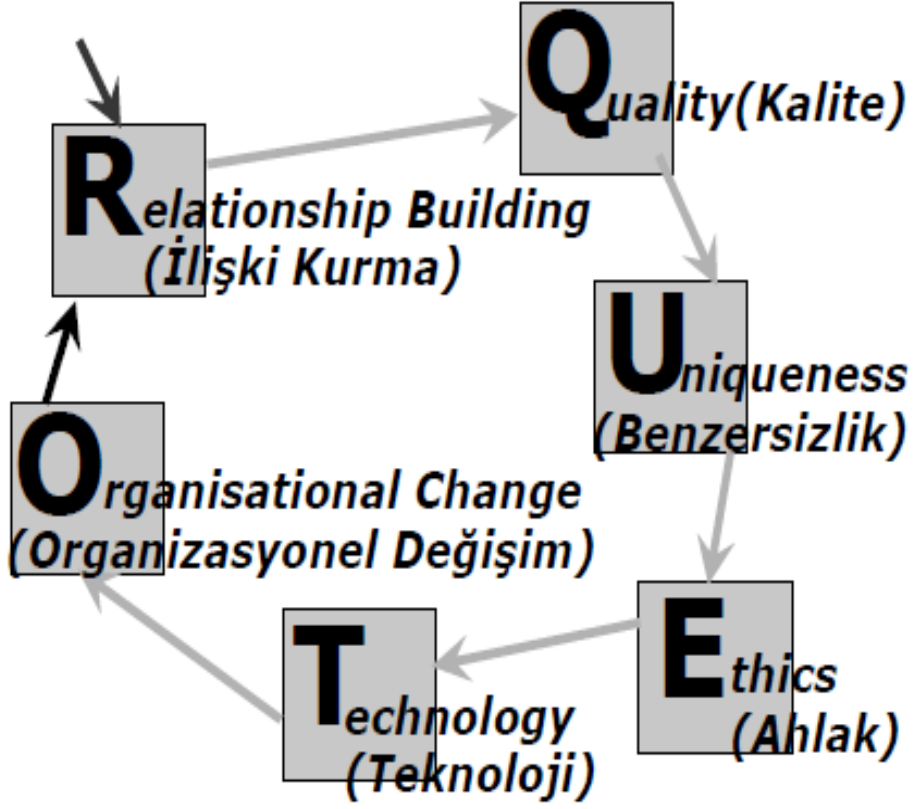 Relationship Building
(İlişki Kurma)
Quality(Kalite)
Uniqueness
(Benzersizlik)
Ethics
(Ahlak)
Technology
(Teknoloji)
Organisational Change
(Organizasyonel Değişim)